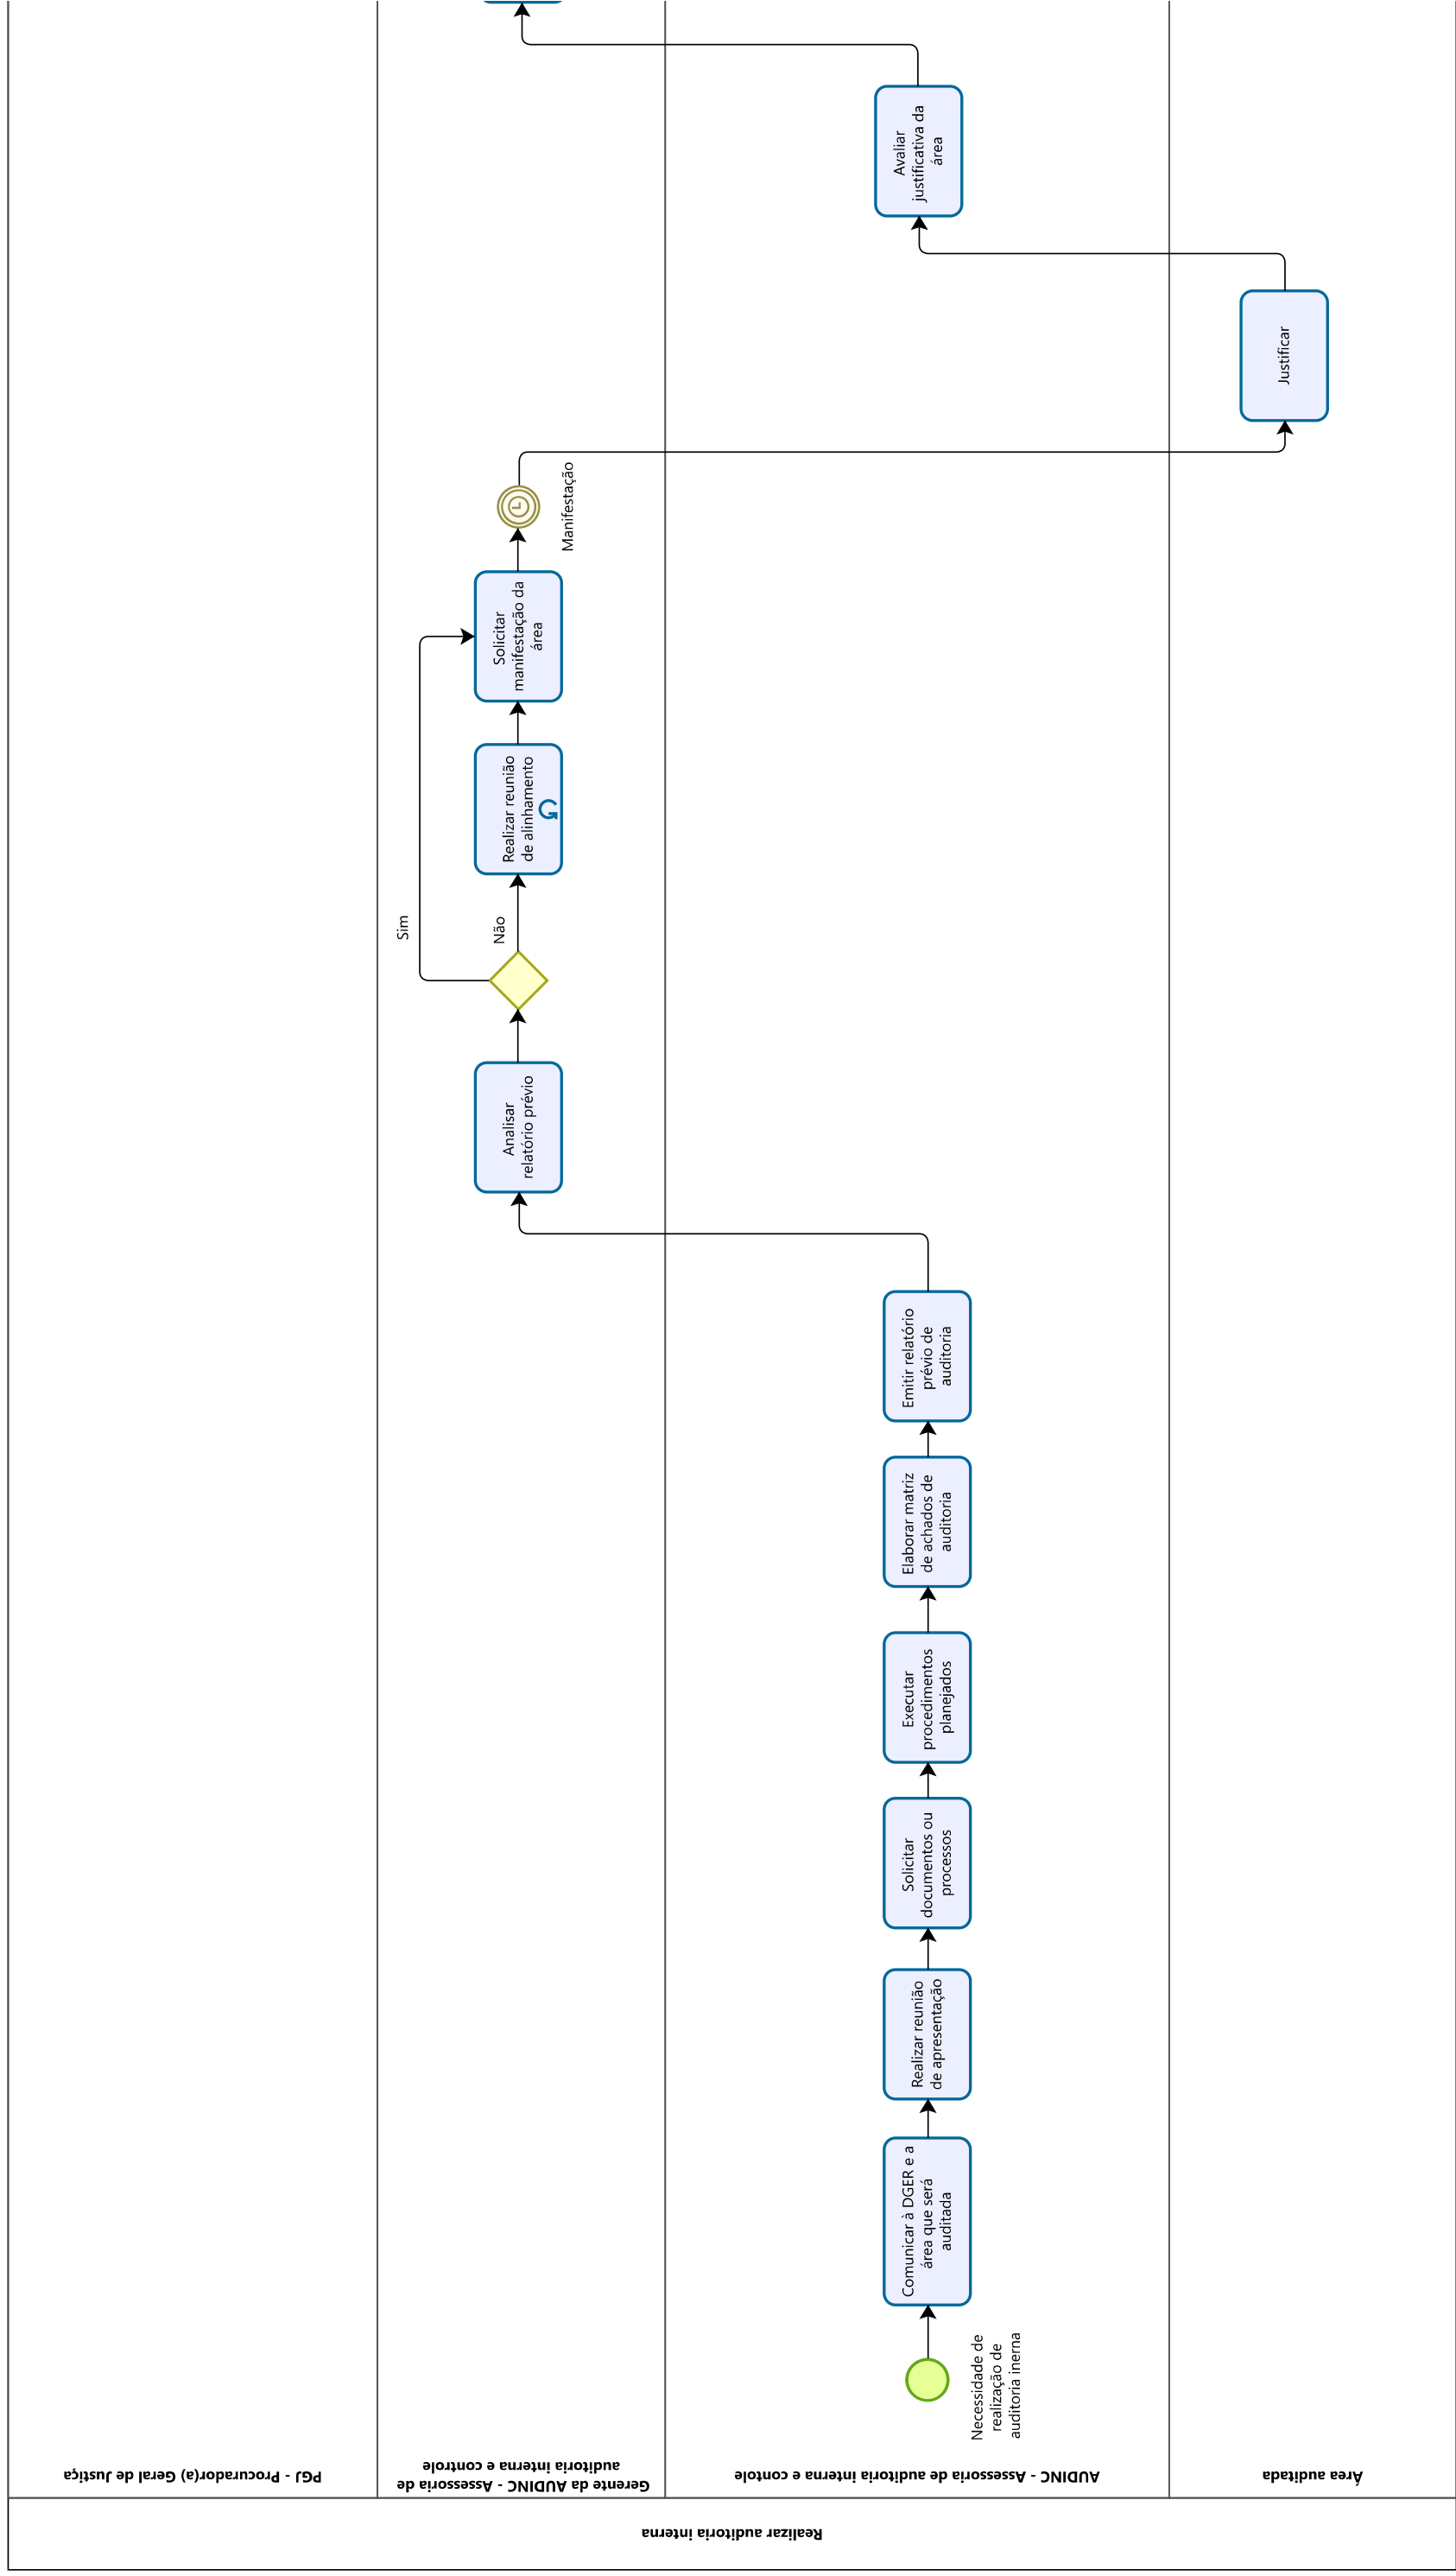 Realizar auditoria interna
PGJ - Procurador(a) Geral de Justiça
Gerente da AUDINC - Assessoria de
auditoria interna e controle
AUDINC - Assessoria de auditoria interna e contole
Área auditada
Necessidade de
realização de
auditoria inerna
Comunicar à DGER e a
área que será
auditada
Realizar reunião
de apresentação
Solicitar
documentos ou
processos
Executar
procedimentos
planejados
Elaborar matriz
de achados de
auditoria
Emitir relatório
prévio de
auditoria
Analisar
relatório prévio
Sim
Não
Realizar reunião
de alinhamento
Solicitar
manifestação da
área
Manifestação
Justificar
Avaliar
justificativa da
área